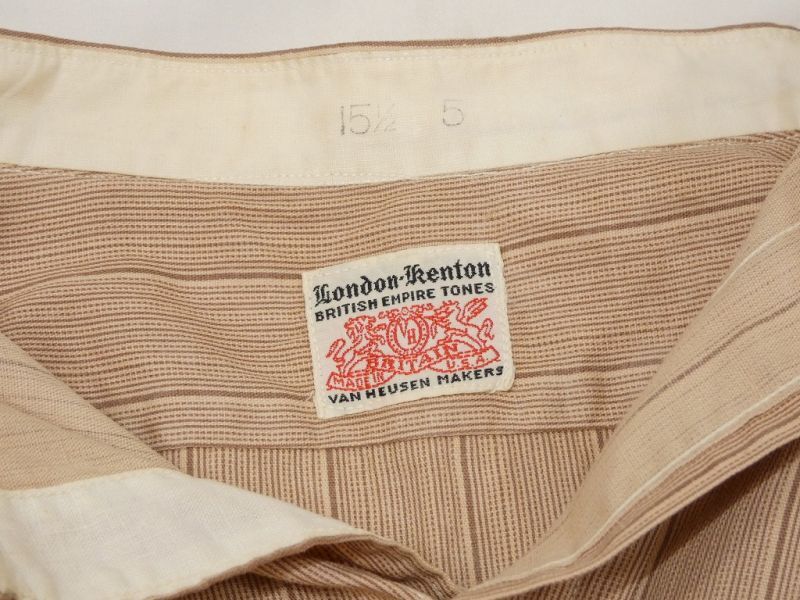 15½ 5
London-Kenton
BRITISH EMPIRE TONES
VH
BRITAIN
MADE IN U.S.A.
VAN HEUSEN MAKERS